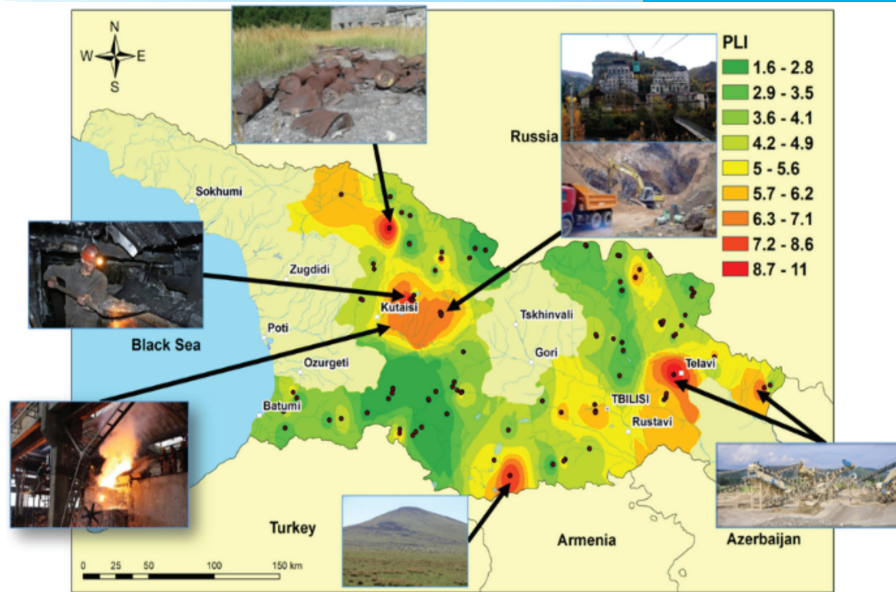 N
W E
S
PLI
1.6 - 2.8
2.9 - 3.5
3.6 - 4.1
4.2 - 4.9
5 - 5.6
5.7 - 6.2
6.3 - 7.1
7.2 - 8.6
8.7 - 11
Russia
Sokhumi
Zugdidi
Kutaisi
Tskhinvali
Poti
Black Sea
Ozurgeti
Gori
Telavi
Batumi
TBILISI
Rustavi
Turkey
Armenia
Azerbaijan
0 12.5 25 50 75 100 150 km